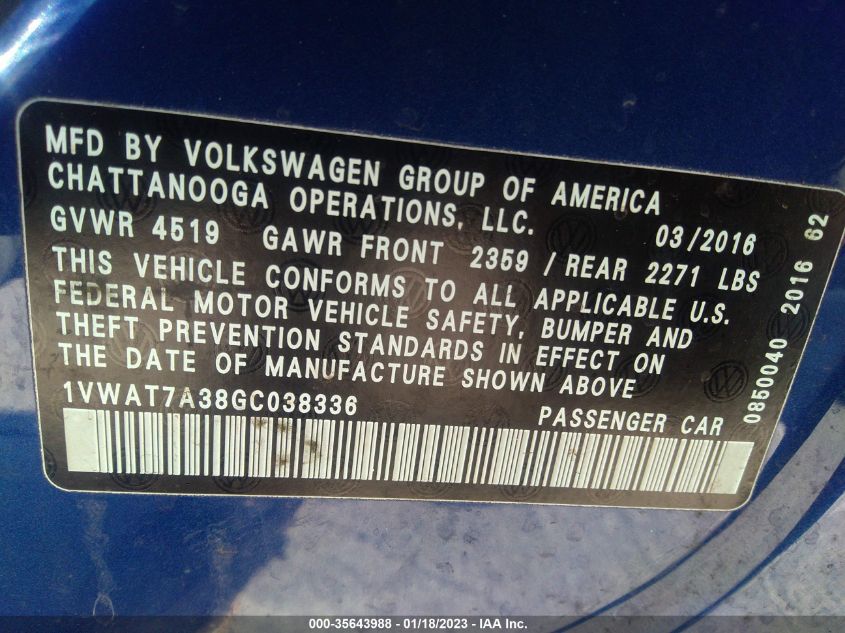 MFD BY VOLKSWAGEN GROUP OF AMERICA
CHATTANOOGA OPERATIONS, LLC. 03/2016
GVWR 4519 GAWR FRONT 2359 / REAR 2271 LBS
THIS VEHICLE CONFORMS TO ALL APPLICABLE U.S.
FEDERAL MOTOR VEHICLE SAFETY, BUMPER AND
THEFT PREVENTION STANDARDS IN EFFECT ON
THE DATE OF MANUFACTURE SHOWN ABOVE
1VWAT7A38GC038336 PASSENGER CAR
0850040 2016 62
000-35643988 - 01/18/2023 - IAA Inc.